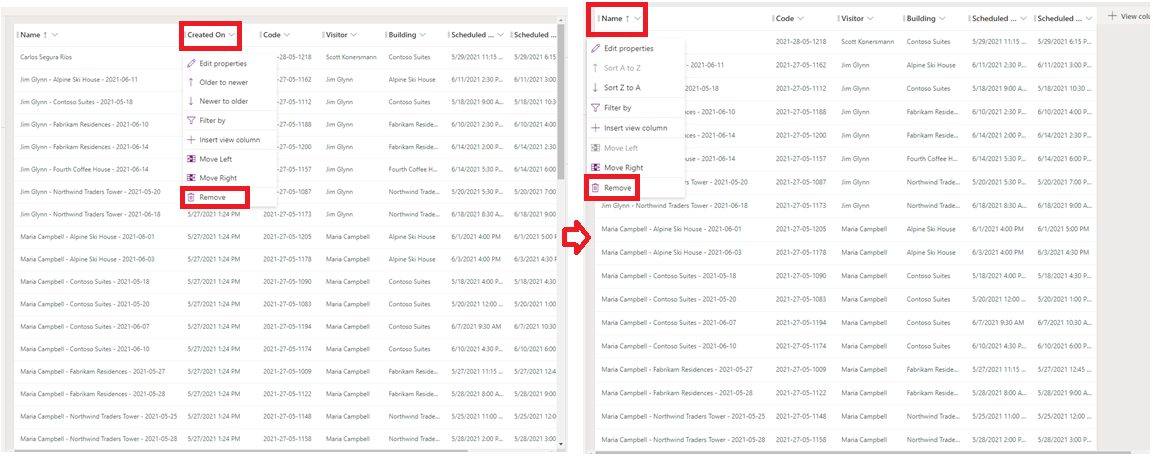 Name ↑ Created On Code Visitor Building Scheduled ... Scheduled ...
Carlos Segura Ríos -28-05-1218 Scott Konersmann Contoso Suites 5/29/2021 11:15 ... 5/29/2021 6:15
Edit properties
Jim Glynn - Alpine Ski House - 2021-06-11 -27-05-1162 Jim Glynn Alpine Ski House 6/11/2021 2:30 P... 6/11/2021 3:00
Older to newer
Jim Glynn - Contoso Suites - 2021-05-18 Newer to older -27-05-1112 Jim Glynn Contoso Suites 5/18/2021 9:00 A... 5/18/2021 10:30
Jim Glynn - Fabrikam Residences - 2021-06-10 Filter by -27-05-1188 Jim Glynn Fabrikam Reside... 6/10/2021 2:30 P... 6/10/2021 4:00
Insert view column
Jim Glynn - Fabrikam Residences - 2021-06-14 -27-05-1200 Jim Glynn Fabrikam Reside... 6/14/2021 2:00 P... 6/14/2021 3:00
Move Left
Jim Glynn - Fourth Coffee House - 2021-06-14 -27-05-1157 Jim Glynn Fourth Coffee H... 6/14/2021 5:30 P... 6/14/2021 6:00
Move Right
Jim Glynn - Northwind Traders Tower - 2021-05-20 -27-05-1087 Jim Glynn Northwind Trade... 5/20/2021 5:30 P... 5/20/2021 7:00
Remove
Jim Glynn - Northwind Traders Tower - 2021-06-18 5/27/2021 1:24 PM -27-05-1173 Jim Glynn Northwind Trade... 6/18/2021 8:30 A... 6/18/2021 9:00
Maria Campbell - Alpine Ski House - 2021-06-01 5/27/2021 1:24 PM 2021-27-05-1205 Maria Campbell Alpine Ski House 6/1/2021 4:00 PM 6/1/2021 5:00 P
Maria Campbell - Alpine Ski House - 2021-06-03 5/27/2021 1:24 PM 2021-27-05-1178 Maria Campbell Alpine Ski House 6/3/2021 4:00 PM 6/3/2021 4:30 P
Maria Campbell - Contoso Suites - 2021-05-18 5/27/2021 1:24 PM 2021-27-05-1090 Maria Campbell Contoso Suites 5/18/2021 4:00 P... 5/18/2021 4:30
Maria Campbell - Contoso Suites - 2021-05-20 5/27/2021 1:24 PM 2021-27-05-1083 Maria Campbell Contoso Suites 5/20/2021 12:00 ... 5/20/2021 1:00
Maria Campbell - Contoso Suites - 2021-06-07 5/27/2021 1:24 PM 2021-27-05-1194 Maria Campbell Contoso Suites 6/7/2021 9:30 AM 6/7/2021 10:30
Maria Campbell - Contoso Suites - 2021-06-10 5/27/2021 1:24 PM 2021-27-05-1174 Maria Campbell Contoso Suites 6/10/2021 4:30 P... 6/10/2021 6:00
Maria Campbell - Fabrikam Residences - 2021-05-27 5/27/2021 1:24 PM 2021-27-05-1009 Maria Campbell Fabrikam Reside... 5/27/2021 11:15 ... 5/27/2021 12:4
Maria Campbell - Fabrikam Residences - 2021-05-28 5/27/2021 1:24 PM 2021-27-05-1129 Maria Campbell Fabrikam Reside... 5/28/2021 8:00 A... 5/28/2021 9:00
Maria Campbell - Northwind Traders Tower - 2021-05-25 5/27/2021 1:24 PM 2021-27-05-1148 Maria Campbell Northwind Trade... 5/25/2021 11:00 ... 5/25/2021 12:00
Maria Campbell - Northwind Traders Tower - 2021-05-28 5/27/2021 1:24 PM 2021-27-05-1158 Maria Campbell Northwind Trade... 5/28/2021 2:00 P... 5/28/2021 3:00
Name ↑ Code Visitor Building Scheduled ... Scheduled ... + View colu
2021-28-05-1218 Scott Konersmann Contoso Suites 5/29/2021 11:15 ... 5/29/2021 6:15 P...
Edit properties
Sort A to Z 06-11 2021-27-05-1162 Jim Glynn Alpine Ski House 6/11/2021 2:30 P... 6/11/2021 3:00 P...
Sort Z to A 18 2021-27-05-1112 Jim Glynn Contoso Suites 5/18/2021 9:00 A... 5/18/2021 10:30 ...
Filter by ences - 2021-06-10 2021-27-05-1188 Jim Glynn Fabrikam Reside... 6/10/2021 2:30 P... 6/10/2021 4:00 P...
Insert view column
ences - 2021-06-14 2021-27-05-1200 Jim Glynn Fabrikam Reside... 6/14/2021 2:00 P... 6/14/2021 3:00 P...
Move Left
2021-06-14 2021-27-05-1157 Jim Glynn Fourth Coffee H... 6/14/2021 5:30 P... 6/14/2021 6:00 P...
Move Right
Tower - 2021-05-20 2021-27-05-1087 Jim Glynn Northwind Trade... 5/20/2021 5:30 P... 5/20/2021 7:00 P...
Remove
Jim Glynn - Northwind Traders Tower - 2021-06-18 2021-27-05-1173 Jim Glynn Northwind Trade... 6/18/2021 8:30 A... 6/18/2021 9:00 A...
Maria Campbell - Alpine Ski House - 2021-06-01 2021-27-05-1205 Maria Campbell Alpine Ski House 6/1/2021 4:00 PM 6/1/2021 5:00 PM
Maria Campbell - Alpine Ski House - 2021-06-03 2021-27-05-1178 Maria Campbell Alpine Ski House 6/3/2021 4:00 PM 6/3/2021 4:30 PM
Maria Campbell - Contoso Suites - 2021-05-18 2021-27-05-1090 Maria Campbell Contoso Suites 5/18/2021 4:00 P... 5/18/2021 4:30 P...
Maria Campbell - Contoso Suites - 2021-05-20 2021-27-05-1083 Maria Campbell Contoso Suites 5/20/2021 12:00 ... 5/20/2021 1:00 P...
Maria Campbell - Contoso Suites - 2021-06-07 2021-27-05-1194 Maria Campbell Contoso Suites 6/7/2021 9:30 AM 6/7/2021 10:30 A...
Maria Campbell - Contoso Suites - 2021-06-10 2021-27-05-1174 Maria Campbell Contoso Suites 6/10/2021 4:30 P... 6/10/2021 6:00 P...
Maria Campbell - Fabrikam Residences - 2021-05-27 2021-27-05-1009 Maria Campbell Fabrikam Reside... 5/27/2021 11:15 ... 5/27/2021 12:45 ...
Maria Campbell - Fabrikam Residences - 2021-05-28 2021-27-05-1129 Maria Campbell Fabrikam Reside... 5/28/2021 8:00 A... 5/28/2021 9:00 A...
Maria Campbell - Northwind Traders Tower - 2021-05-25 2021-27-05-1148 Maria Campbell Northwind Trade... 5/25/2021 11:00 ... 5/25/2021 12:00 ...
Maria Campbell - Northwind Traders Tower - 2021-05-28 2021-27-05-1158 Maria Campbell Northwind Trade... 5/28/2021 2:00 P... 5/28/2021 3:00 P...